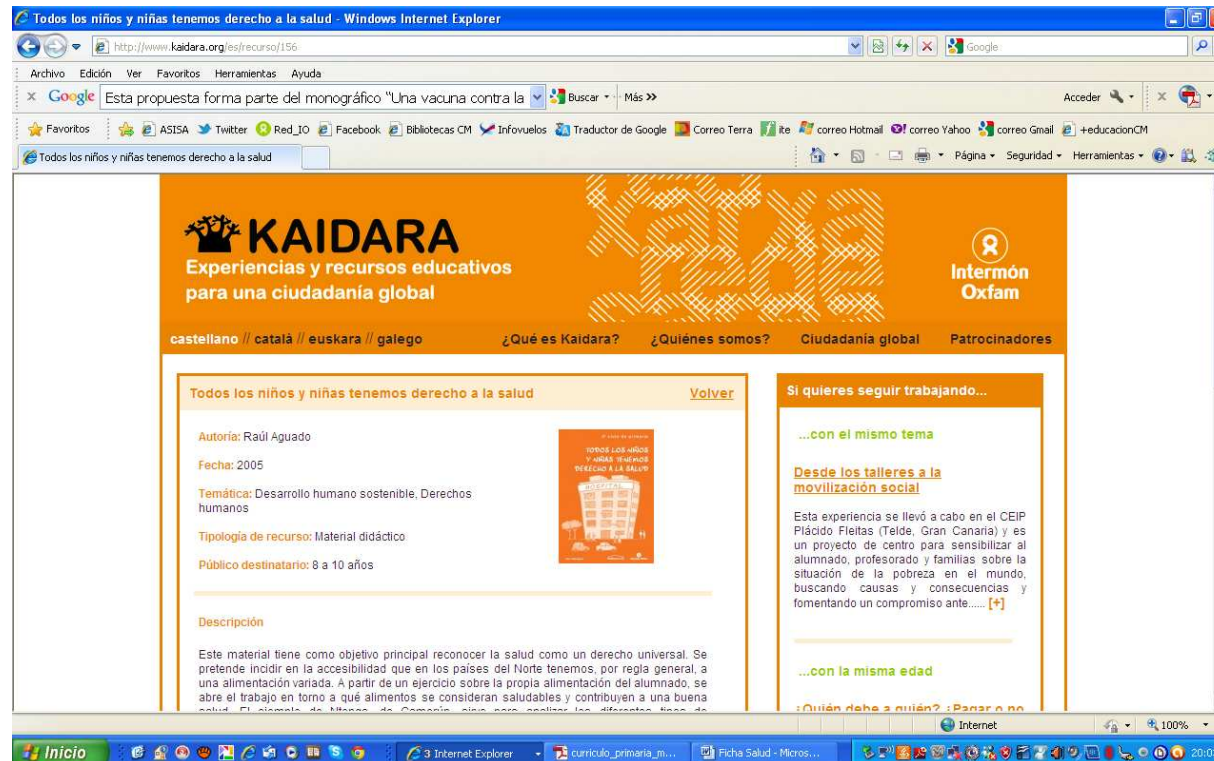 Todos los niños y niñas tenemos derecho a la salud - Windows Internet Explorer
http://www.kaidara.org/es/recurso/156
Google
Archivo Edición Ver Favoritos Herramientas Ayuda
x Google Esta propuesta forma parte del monográfico "Una vacuna contra la Buscar Más >> Acceder
Favoritos ASISA Twitter Red_IO Facebook Bibliotecas CM Infovuelos Traductor de Google Correo Terra ite correo Hotmail correo Yahoo correo Gmail +educacionCM
Todos los niños y niñas tenemos derecho a la salud
Página Seguridad Herramientas
KAIDARA
Experiencias y recursos educativos
para una ciudadanía global
Intermón
Oxfam
castellano // català // euskara // galego ¿Qué es Kaidara? ¿Quiénes somos? Ciudadanía global Patrocinadores
Todos los niños y niñas tenemos derecho a la salud Volver
Autoría: Raúl Aguado
Fecha: 2005
Temática: Desarrollo humano sostenible, Derechos
humanos
Tipología de recurso: Material didáctico
Público destinatario: 8 a 10 años
TODOS LOS NIÑOS
Y NIÑAS TENEMOS
DERECHO A LA SALUD
HOSPITAL
Descripción
Este material tiene como objetivo principal reconocer la salud como un derecho universal. Se
pretende incidir en la accesibilidad que en los países del Norte tenemos, por regla general, a
una alimentación variada. A partir de un ejercicio sobre la propia alimentación del alumnado, se
abre el trabajo en torno a qué alimentos se consideran saludables y contribuyen a una buena
Si quieres seguir trabajando...
...con el mismo tema
Desde los talleres a la
movilización social
Esta experiencia se llevó a cabo en el CEIP
Plácido Fleitas (Telde, Gran Canaria) y es
un proyecto de centro para sensibilizar al
alumnado, profesorado y familias sobre la
situación de la pobreza en el mundo,
buscando causas y consecuencias y
fomentando un compromiso ante...... [+]
...con la misma edad
¿Quién debe a quién? ¿Pagar o no
Internet 100%
Inicio 3 Internet Explorer curriculo_primaria_m... Ficha Salud - Micros...